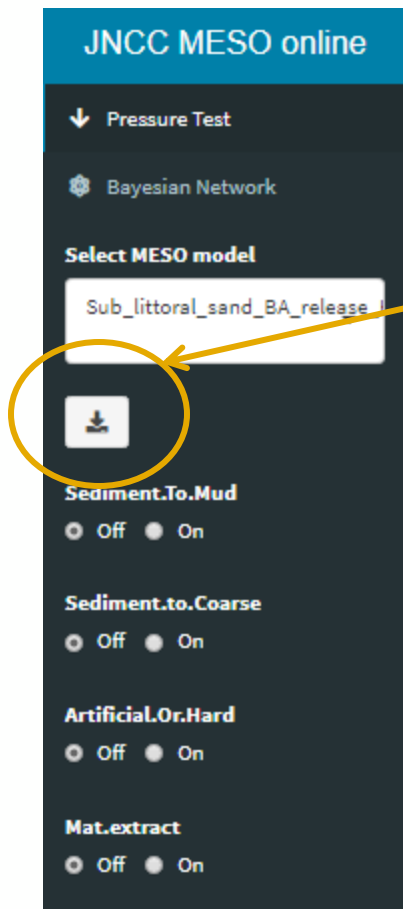 JNCC MESO online
Pressure Test
Bayesian Network
Select MESO model
Sub_littoral_sand_BA_release_
Sediment.To.Mud
Off On
Sediment.to.Coarse
Off On
Artificial.Or.Hard
Off On
Mat.extract
Off On